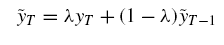 ỹ_T = λy_T + (1 − λ)ỹ_{T−1}